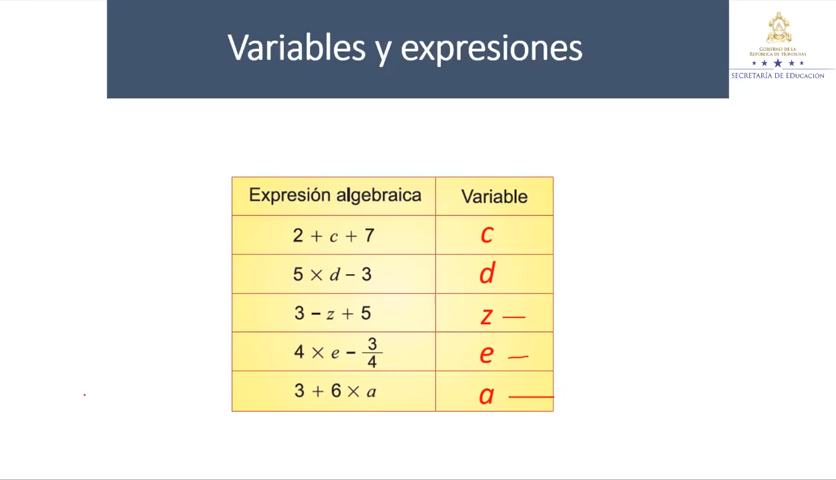 Variables y expresiones
GOBIERNO DE LA
REPÚBLICA DE HONDURAS
SECRETARÍA DE EDUCACIÓN
Expresión algebraica Variable
2 + c + 7 c
5 × d − 3 d
3 − z + 5 z
4 × e − 3/4 e
3 + 6 × a a